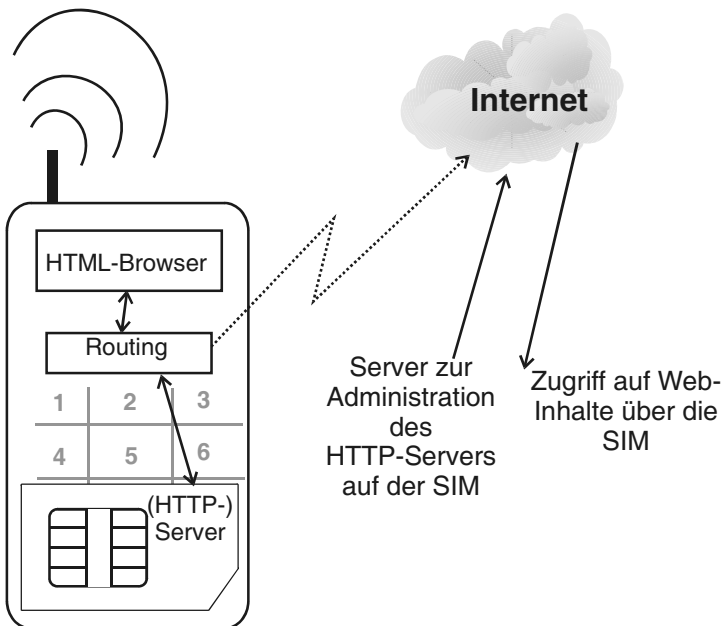 Internet
HTML-Browser
Routing
1 2 3
4 5 6
(HTTP-)
Server
Server zur
Administration
des
HTTP-Servers
auf der SIM
Zugriff auf Web-
Inhalte über die
SIM